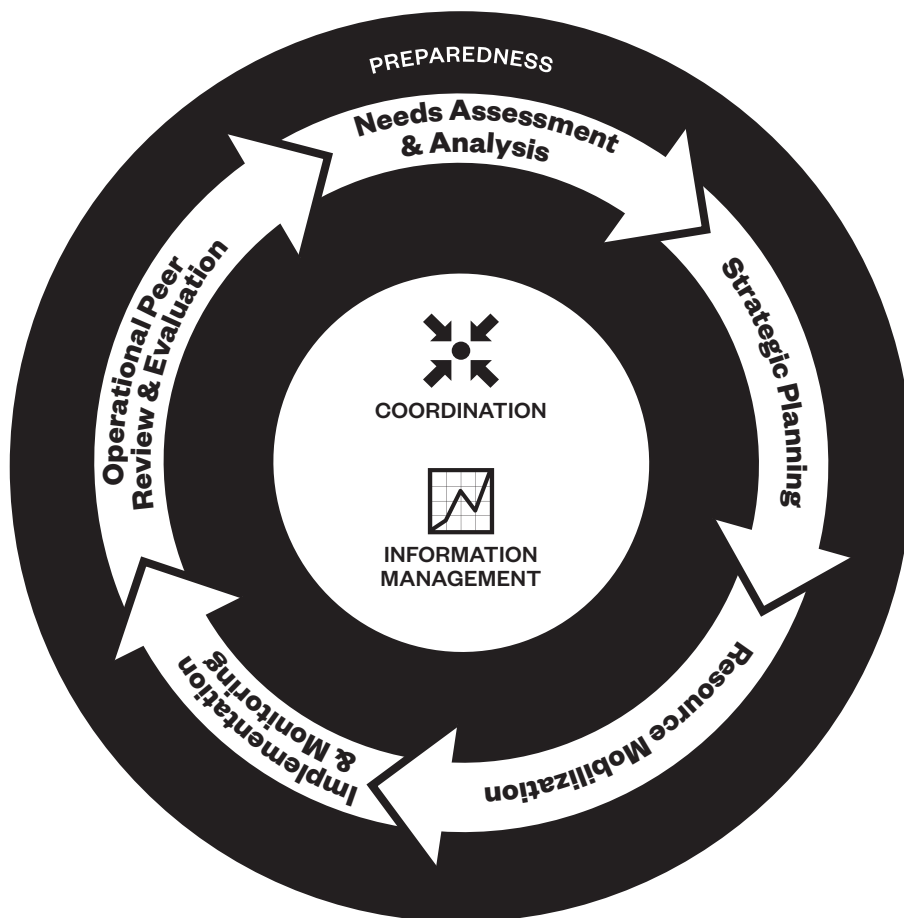 PREPAREDNESS
Needs Assessment
& Analysis
Strategic Planning
Resource Mobilization
Implementation
& Monitoring
Operational Peer
Review & Evaluation
COORDINATION
INFORMATION
MANAGEMENT